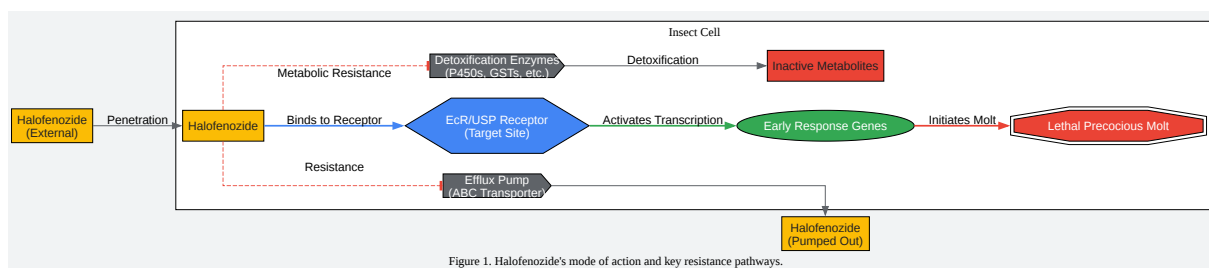 Insect Cell
Detoxification Enzymes
(P450s, GSTs, etc.)
Detoxification
Inactive Metabolites
Metabolic Resistance
Halofenozide
(External)
Penetration
Halofenozide
Binds to Receptor
EcR/USP Receptor
(Target Site)
Activates Transcription
Early Response Genes
Initiates Molt
Lethal Precocious Molt
Resistance
Efflux Pump
(ABC Transporter)
Halofenozide
(Pumped Out)
Figure 1. Halofenozide's mode of action and key resistance pathways.